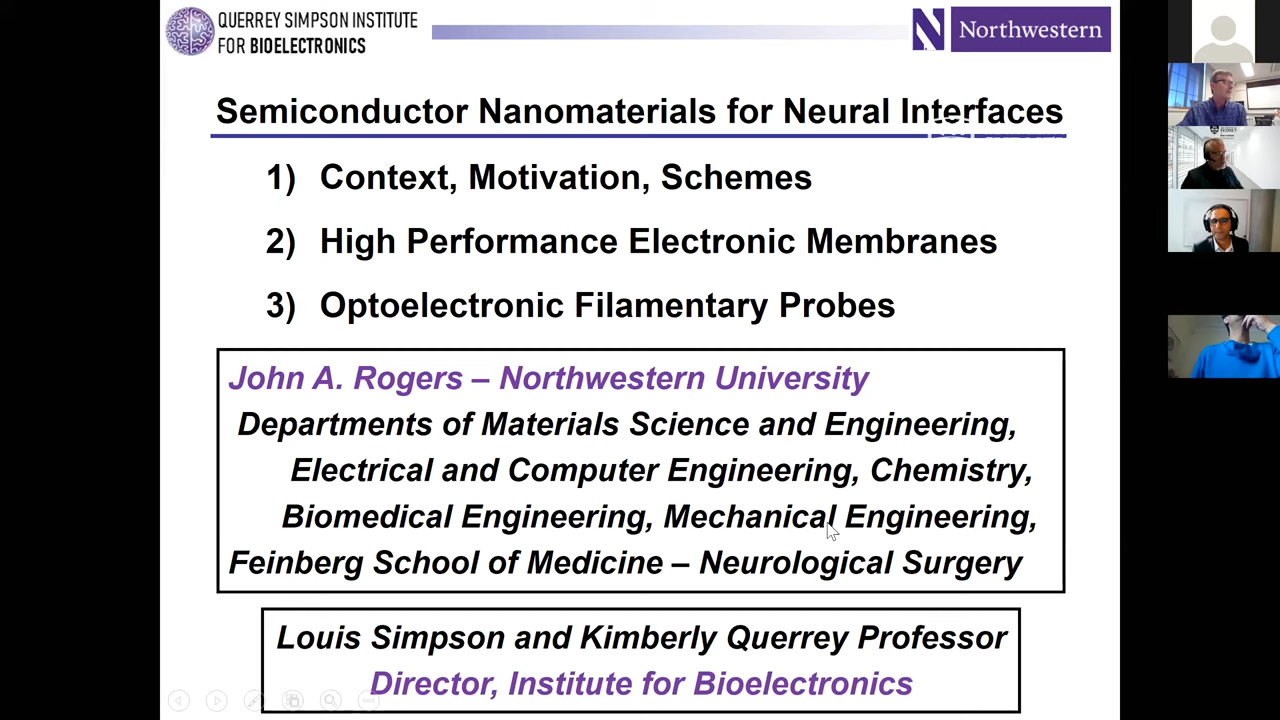 QUERREY SIMPSON INSTITUTE
FOR BIOELECTRONICS
Northwestern
Semiconductor Nanomaterials for Neural Interfaces
1) Context, Motivation, Schemes
2) High Performance Electronic Membranes
3) Optoelectronic Filamentary Probes
John A. Rogers – Northwestern University
Departments of Materials Science and Engineering,
Electrical and Computer Engineering, Chemistry,
Biomedical Engineering, Mechanical Engineering,
Feinberg School of Medicine – Neurological Surgery
Louis Simpson and Kimberly Querrey Professor
Director, Institute for Bioelectronics